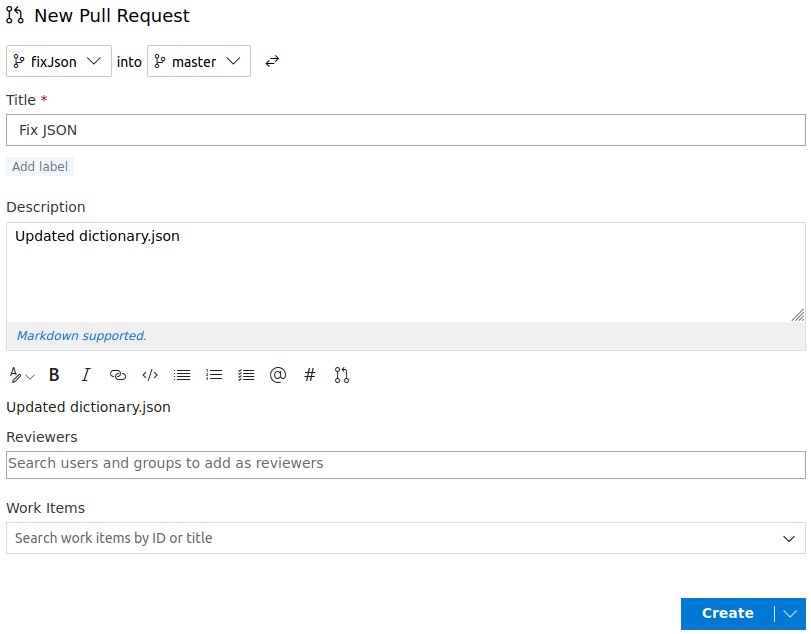 New Pull Request
fixJson into master
Title *
Fix JSON
Add label
Description
Updated dictionary.json
Markdown supported.
B I </> @ #
Updated dictionary.json
Reviewers
Search users and groups to add as reviewers
Work Items
Search work items by ID or title
Create